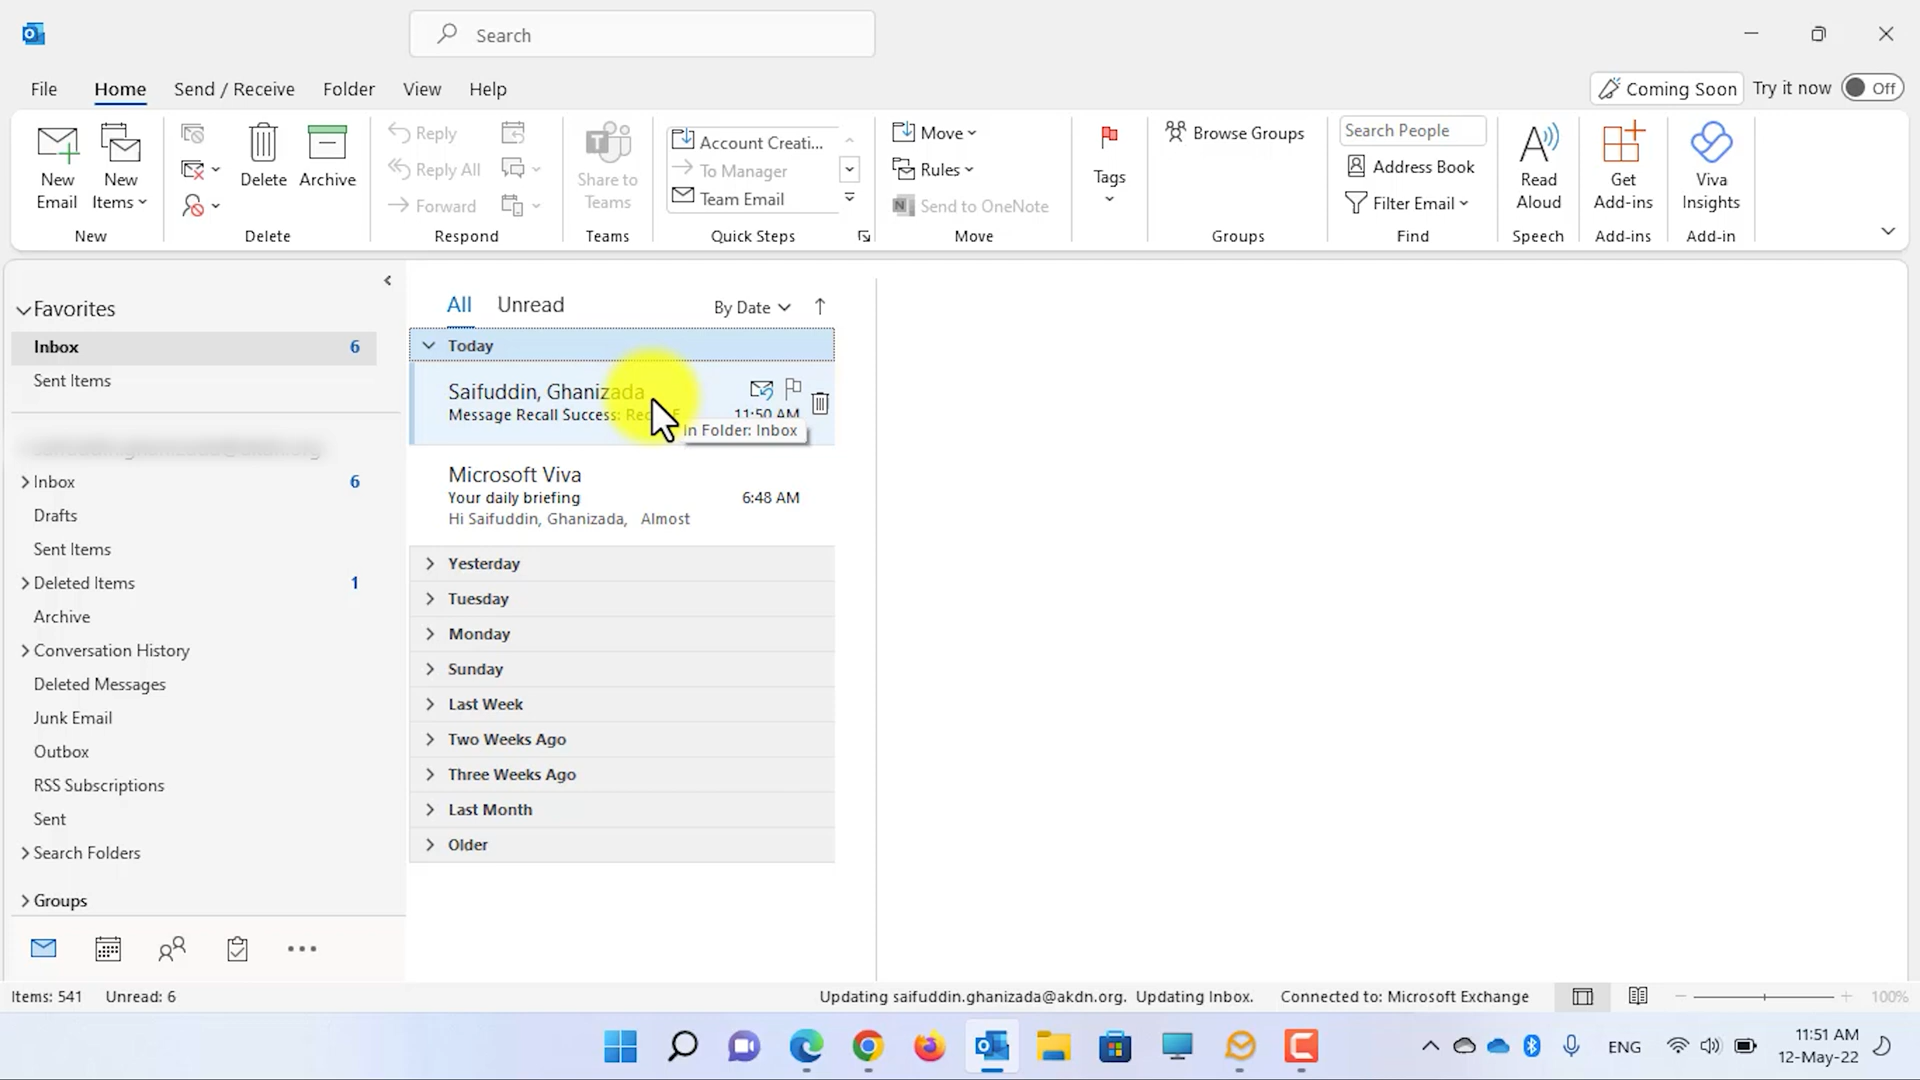 Search
File Home Send / Receive Folder View Help
Coming Soon Try it now Off
New Email
New Items
New
Delete
Archive
Delete
Reply
Reply All
Forward
Respond
Share to Teams
Teams
Account Creati...
To Manager
Team Email
Quick Steps
Move
Rules
Send to OneNote
Move
Tags
Browse Groups
Groups
Search People
Address Book
Filter Email
Find
Read Aloud
Speech
Get Add-ins
Add-ins
Viva Insights
Add-in
Favorites
Inbox 6
Sent Items
Inbox 6
Drafts
Sent Items
Deleted Items 1
Archive
Conversation History
Deleted Messages
Junk Email
Outbox
RSS Subscriptions
Sent
Search Folders
Groups
All Unread By Date
Today
Saifuddin, Ghanizada
Message Recall Success: 11:50 AM
In Folder: Inbox
Microsoft Viva
Your daily briefing 6:48 AM
Hi Saifuddin, Ghanizada, Almost
Yesterday
Tuesday
Monday
Sunday
Last Week
Two Weeks Ago
Three Weeks Ago
Last Month
Older
Items: 541 Unread: 6 Updating saifuddin.ghanizada@akdn.org. Updating Inbox. Connected to: Microsoft Exchange 100%
ENG 11:51 AM
12-May-22